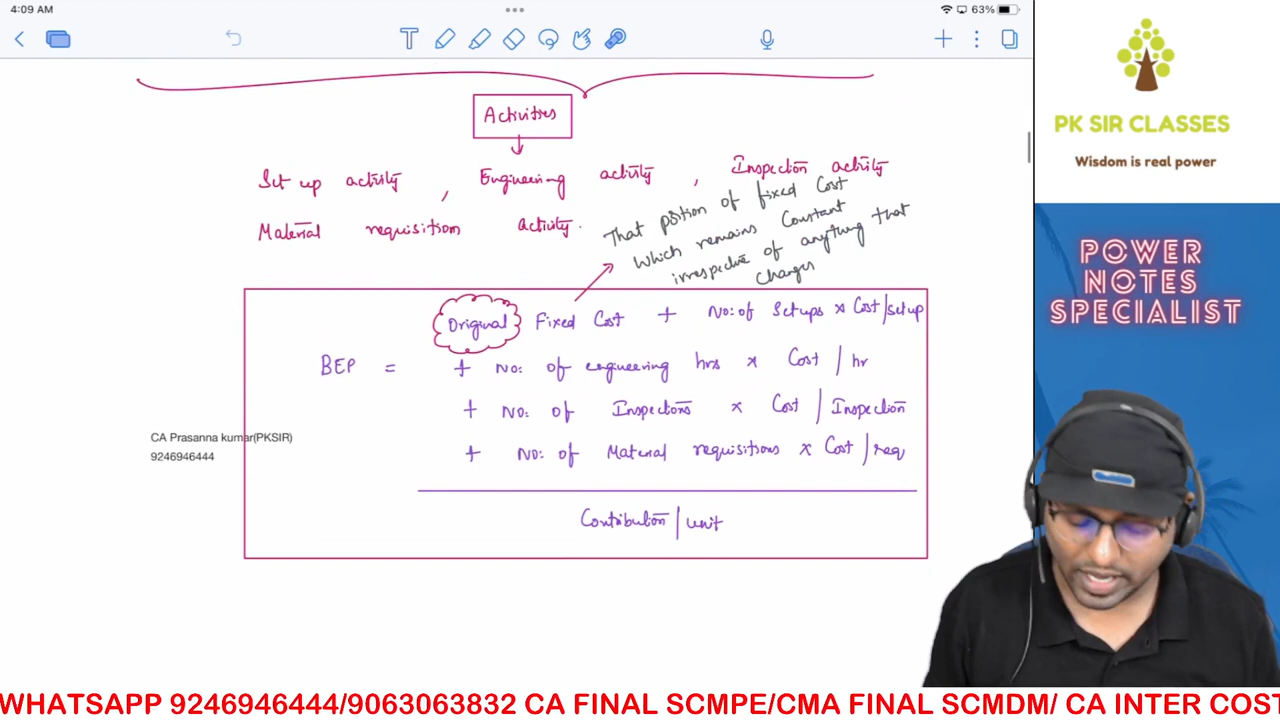 4:09 AM
63%
T
Activities
Set up activity , Engineering activity , Inspection activity
Material requisition activity.
That portion of fixed Cost
which remains Constant
irrespective of anything that
changes
Original Fixed Cost + No: of Setups x Cost/setup
BEP = + No: of engineering hrs x Cost / hr
+ No: of Inspections x Cost / Inspection
+ No: of Material requisitions x Cost / req
Contribution / unit
CA Prasanna kumar(PKSIR)
9246946444
PK SIR CLASSES
Wisdom is real power
POWER
NOTES
SPECIALIST
WHATSAPP 9246946444/9063063832 CA FINAL SCMPE/CMA FINAL SCMDM/ CA INTER COST